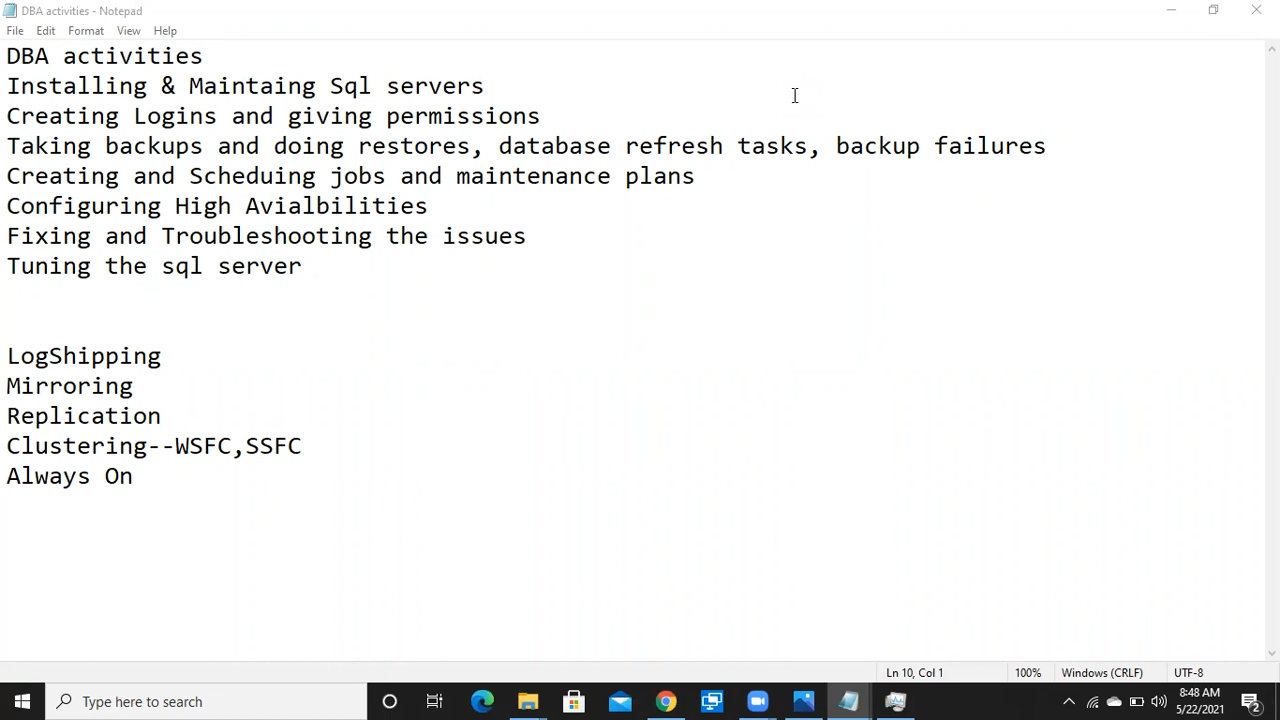 DBA activities - Notepad
File Edit Format View Help
DBA activities
Installing & Maintaing Sql servers
Creating Logins and giving permissions
Taking backups and doing restores, database refresh tasks, backup failures
Creating and Scheduing jobs and maintenance plans
Configuring High Avialbilities
Fixing and Troubleshooting the issues
Tuning the sql server
LogShipping
Mirroring
Replication
Clustering--WSFC,SSFC
Always On
Ln 10, Col 1 100% Windows (CRLF) UTF-8
Type here to search
8:48 AM
5/22/2021
2